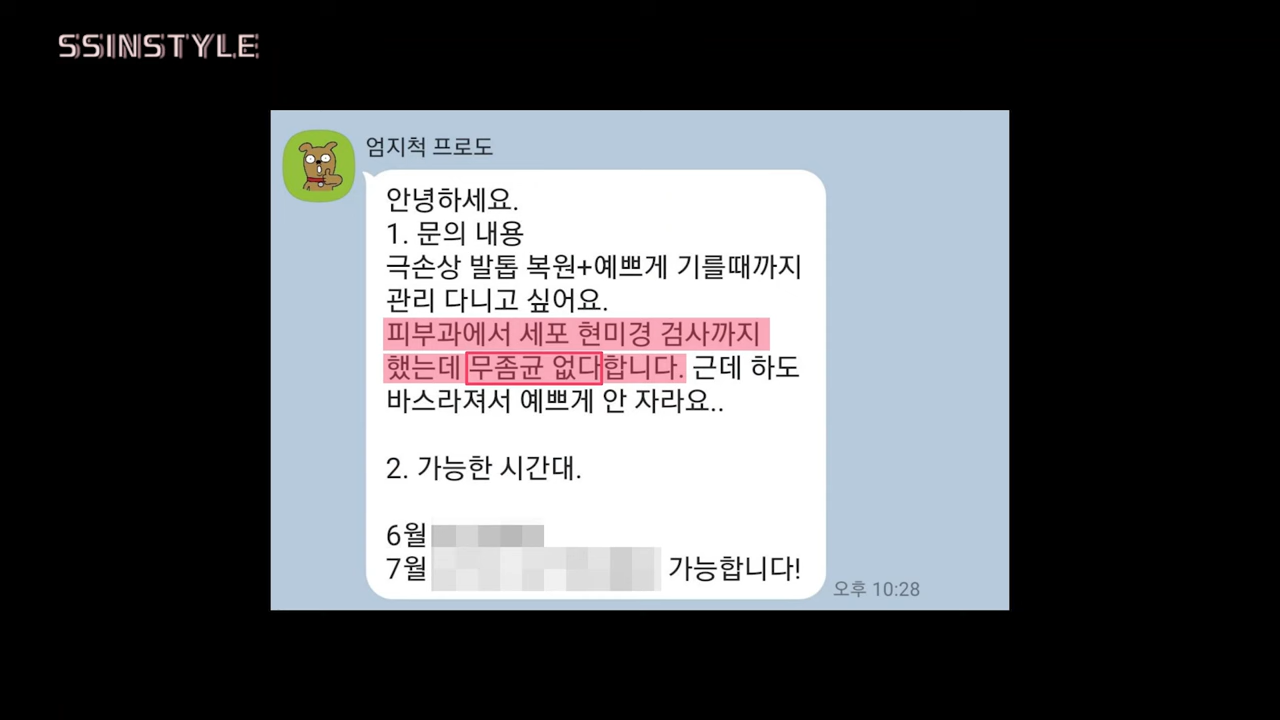 SSINSTYLE
엄지척 프로도
안녕하세요.
1. 문의 내용
극손상 발톱 복원+예쁘게 기를때까지
관리 다니고 싶어요.
피부과에서 세포 현미경 검사까지
했는데 무좀균 없다합니다. 근데 하도
바스라져서 예쁘게 안 자라요..
2. 가능한 시간대.
6월
7월 가능합니다!
오후 10:28